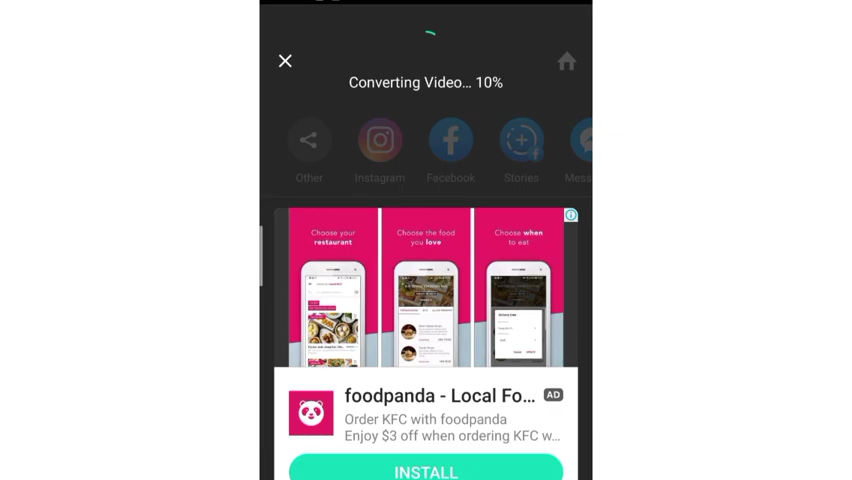 Converting Video... 10%
Other Instagram Facebook Stories Mess
Choose your
restaurant
Choose the food
you love
Choose when
to eat
foodpanda - Local Fo... AD
Order KFC with foodpanda
Enjoy $3 off when ordering KFC w...
INSTALL